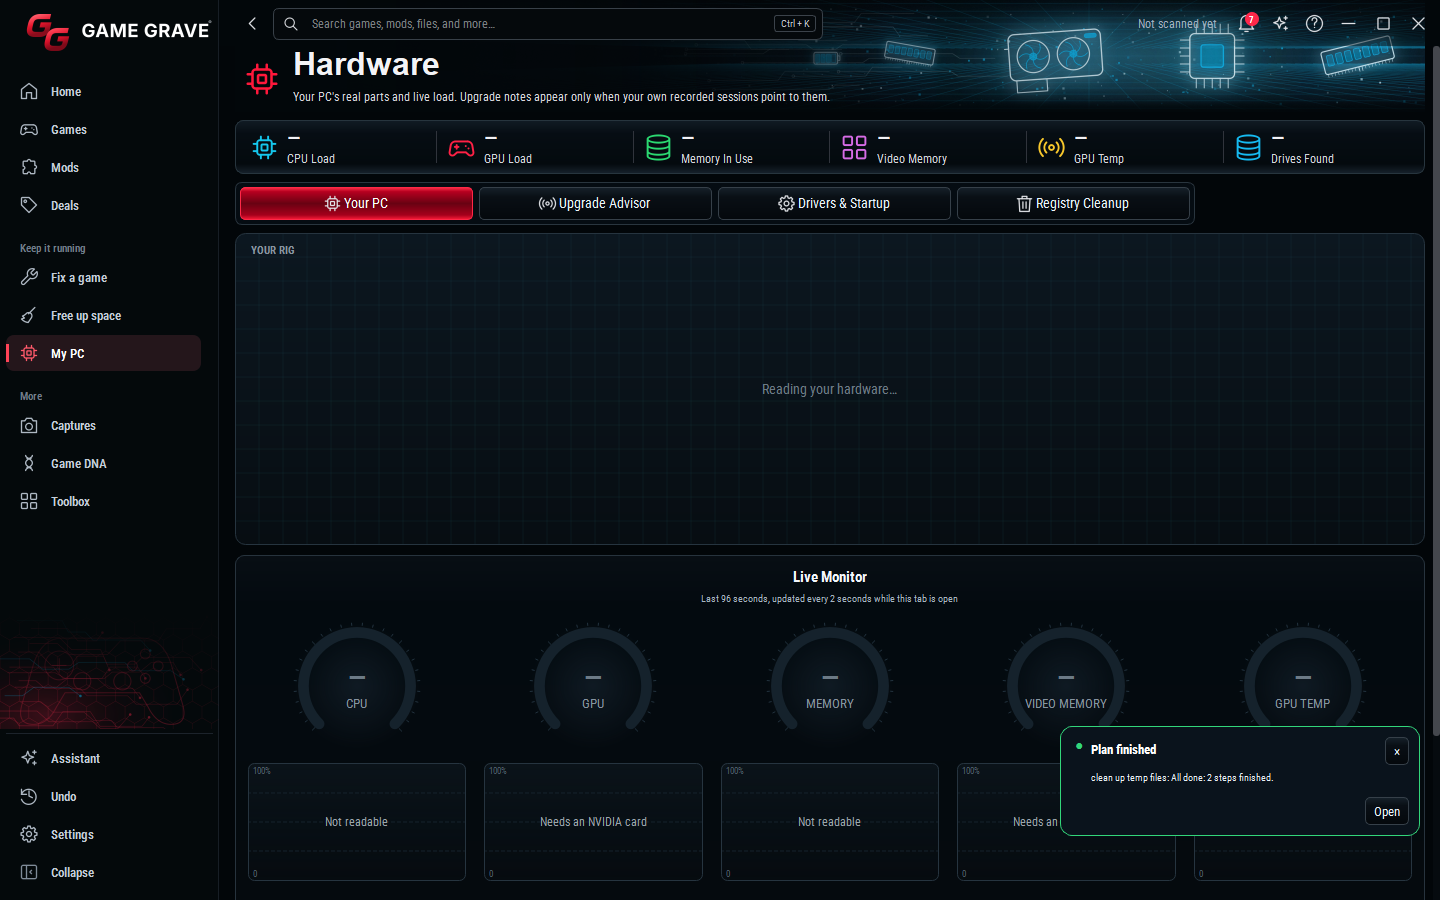 GAME GRAVE
Search games, mods, files, and more...
Ctrl + K
Not scanned yet
7
Home
Games
Mods
Deals
Keep it running
Fix a game
Free up space
My PC
More
Captures
Game DNA
Toolbox
Assistant
Undo
Settings
Collapse
Hardware
Your PC's real parts and live load. Upgrade notes appear only when your own recorded sessions point to them.
–
CPU Load
–
GPU Load
–
Memory In Use
–
Video Memory
–
GPU Temp
–
Drives Found
Your PC
Upgrade Advisor
Drivers & Startup
Registry Cleanup
YOUR RIG
Reading your hardware...
Live Monitor
Last 96 seconds, updated every 2 seconds while this tab is open
–
CPU
–
GPU
–
MEMORY
–
VIDEO MEMORY
–
GPU TEMP
100%
Not readable
0
100%
Needs an NVIDIA card
0
100%
Not readable
0
100%
Needs an
0
0
Plan finished
x
clean up temp files: All done: 2 steps finished.
Open